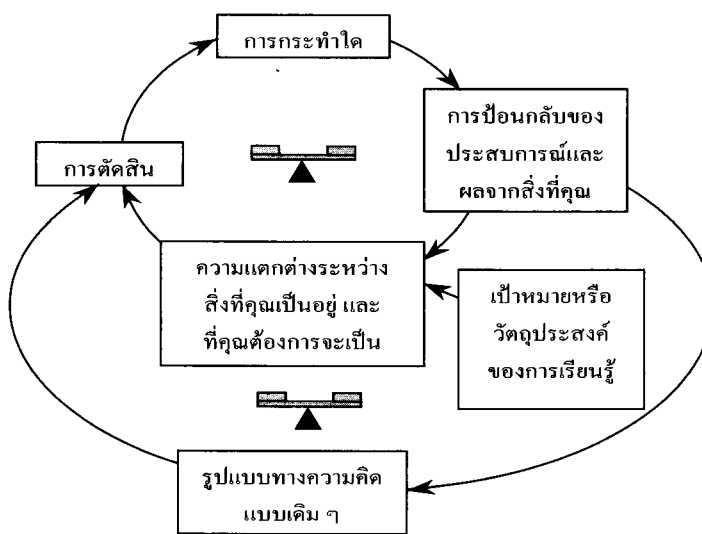 การกระทำใด
การป้อนกลับของ
ประสบการณ์และ
ผลจากสิ่งที่คุณ
การตัดสิน
ความแตกต่างระหว่าง
สิ่งที่คุณเป็นอยู่ และ
ที่คุณต้องการจะเป็น
เป้าหมายหรือ
วัตถุประสงค์
ของการเรียนรู้
รูปแบบทางความคิด
แบบเดิม ๆ